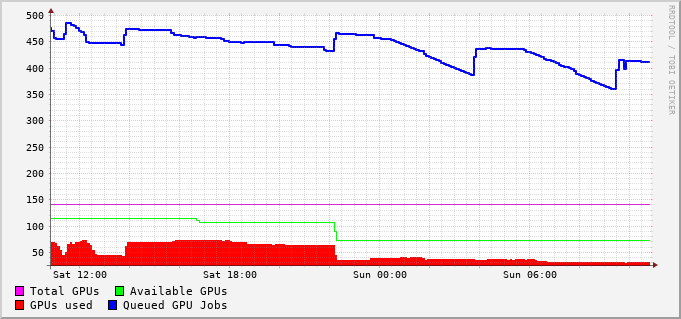 500
450
400
350
300
250
200
150
100
50
Sat 12:00 Sat 18:00 Sun 00:00 Sun 06:00
Total GPUs Available GPUs
GPUs used Queued GPU Jobs
RRDTOOL / TOBI OETIKER